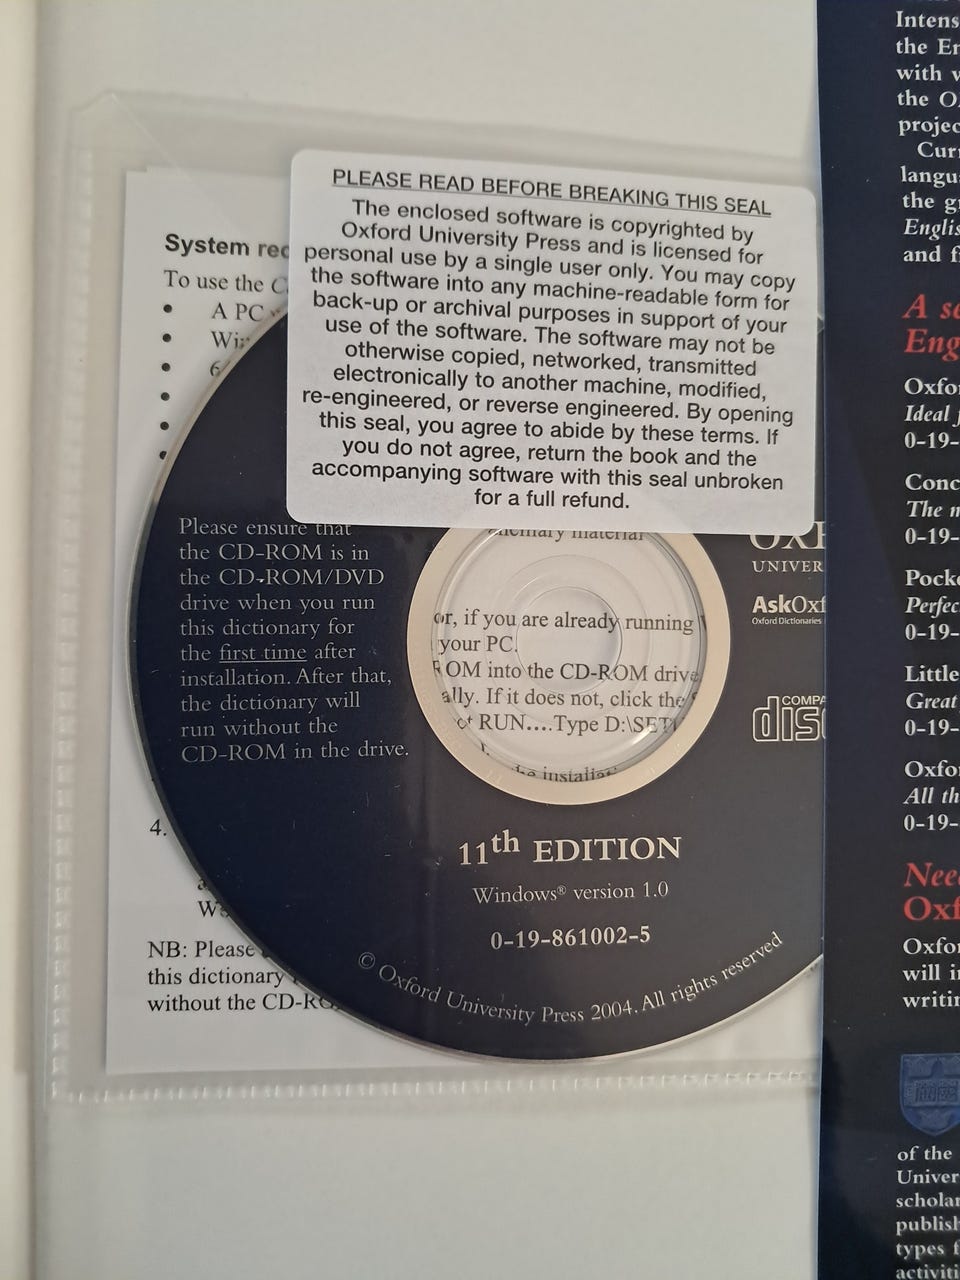 PLEASE READ BEFORE BREAKING THIS SEAL
The enclosed software is copyrighted by
Oxford University Press and is licensed for
personal use by a single user only. You may copy
the software into any machine-readable form for
back-up or archival purposes in support of your
use of the software. The software may not be
otherwise copied, networked, transmitted
electronically to another machine, modified,
re-engineered, or reverse engineered. By opening
this seal, you agree to abide by these terms. If
you do not agree, return the book and the
accompanying software with this seal unbroken
for a full refund.
System
To use the
• A PC
•
•
•
•
•
Please ensure that
the CD-ROM is in
the CD-ROM/DVD
drive when you run
this dictionary for
the first time after
installation. After that,
the dictionary will
run without the
CD-ROM in the drive.
material
or, if you are already running
your PC.
ROM into the CD-ROM drive
ally. If it does not, click the
RUN....Type D:\SET
UNIVER
AskOxf
Oxford Dictionaries
COMPA
disc
11th EDITION
Windows® version 1.0
0-19-861002-5
© Oxford University Press 2004. All rights reserved
4.
NB: Please
this dictionary
without the
Intens
the En
with
the
projec
Curr
langu
the
Englis
and
A
Eng
Oxfo
Ideal
0-19-
Conc
The m
0-19-
Pocke
Perfec
0-19-
Little
Great
0-19-
Oxfo
All th
0-19-
Nee
Oxf
Oxfo
will
writin
of the
Univer
schola
publish
types f
activiti